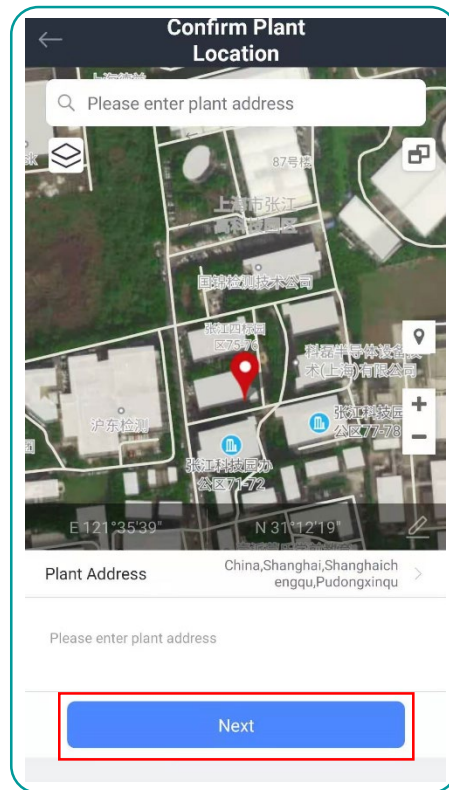 Confirm Plant
Location
Please enter plant address
87号楼
上海市张江
高科技园区
国锦检测技术公司
张江四标园
区75-76
科磊半导体设备技
术(上海)有限公司
沪东检测
张江科技园
公区77-78
张江科技园办
公区71-72
E 121°35'39"
N 31°12'19"
Plant Address
China,Shanghai,Shanghaich
engqu,Pudongxinqu
Please enter plant address
Next